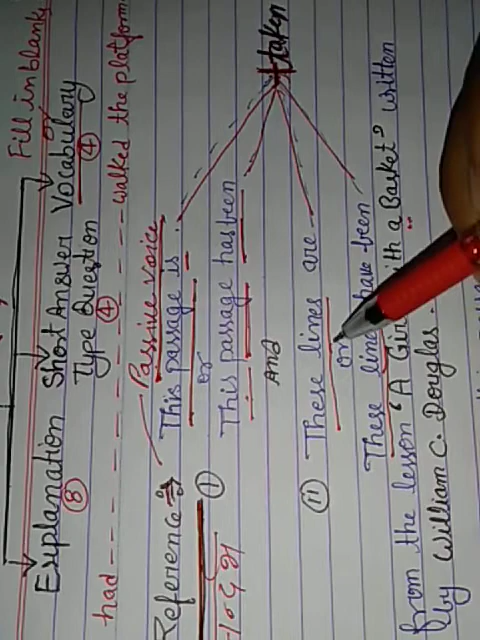 Explanation Short Answer Vocabulary Fill in blanks
Type Question or
⑧ ④ ④
had - - - - - - - - - walked the platform
Passive voice
Reference ⇒ This passage is
① or taken
This passage has been
And
(ii) These lines are
or
These lines have been
from the lesson "A Girl with a Basket" written
by William C. Douglas.